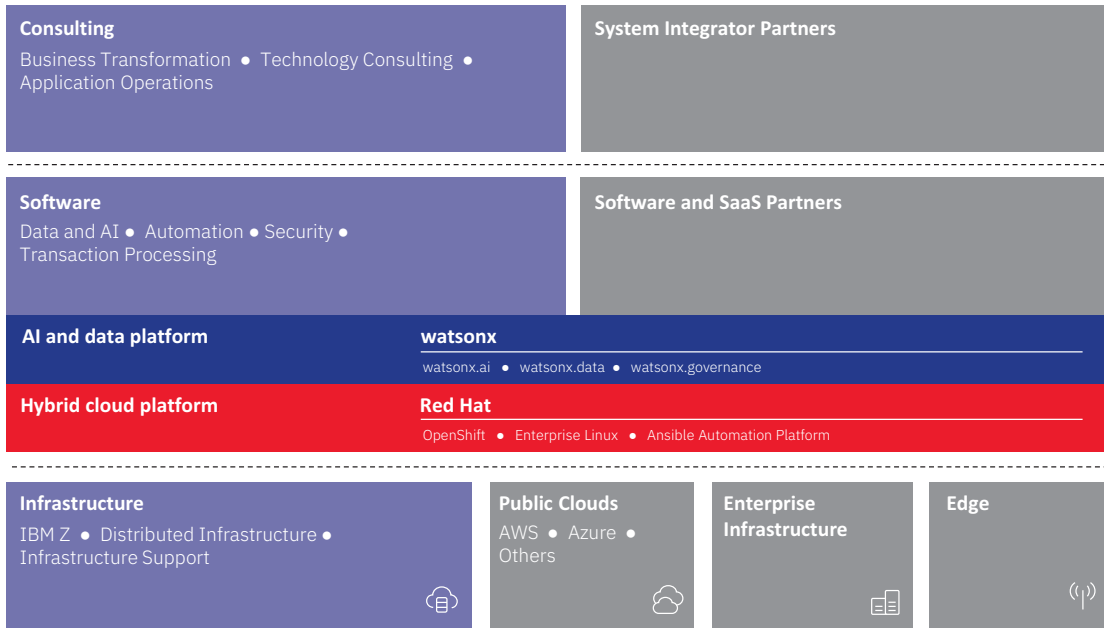 Consulting
Business Transformation ● Technology Consulting ●
Application Operations
System Integrator Partners
Software
Data and AI ● Automation ● Security ●
Transaction Processing
Software and SaaS Partners
AI and data platform
watsonx
watsonx.ai ● watsonx.data ● watsonx.governance
Hybrid cloud platform
Red Hat
OpenShift ● Enterprise Linux ● Ansible Automation Platform
Infrastructure
IBM Z ● Distributed Infrastructure ●
Infrastructure Support
Public Clouds
AWS ● Azure ●
Others
Enterprise
Infrastructure
Edge